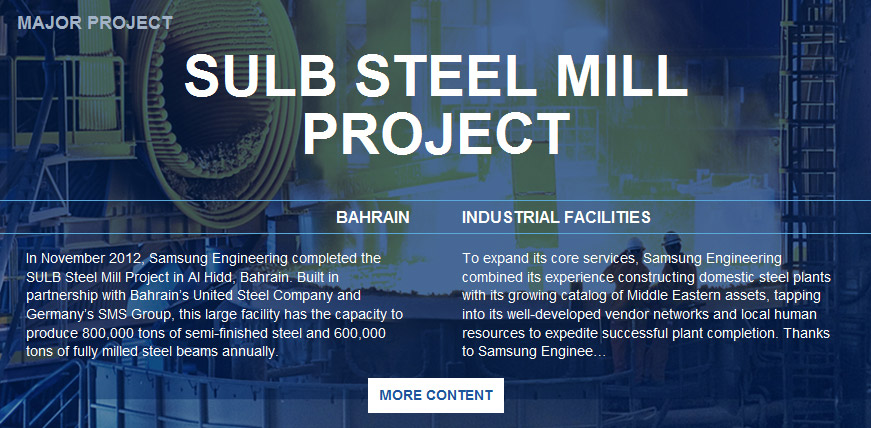 MAJOR PROJECT
SULB STEEL MILL
PROJECT
BAHRAIN
INDUSTRIAL FACILITIES
In November 2012, Samsung Engineering completed the
SULB Steel Mill Project in Al Hidd, Bahrain. Built in
partnership with Bahrain’s United Steel Company and
Germany’s SMS Group, this large facility has the capacity to
produce 800,000 tons of semi-finished steel and 600,000
tons of fully milled steel beams annually.
To expand its core services, Samsung Engineering
combined its experience constructing domestic steel plants
with its growing catalog of Middle Eastern assets, tapping
into its well-developed vendor networks and local human
resources to expedite successful plant completion. Thanks
to Samsung Enginee…
MORE CONTENT